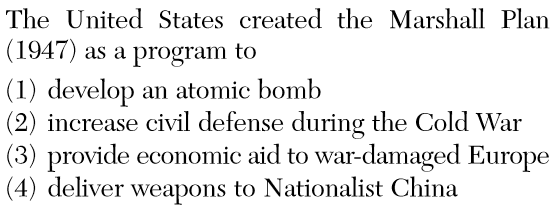 The United States created the Marshall Plan
(1947) as a program to
(1) develop an atomic bomb
(2) increase civil defense during the Cold War
(3) provide economic aid to war-damaged Europe
(4) deliver weapons to Nationalist China